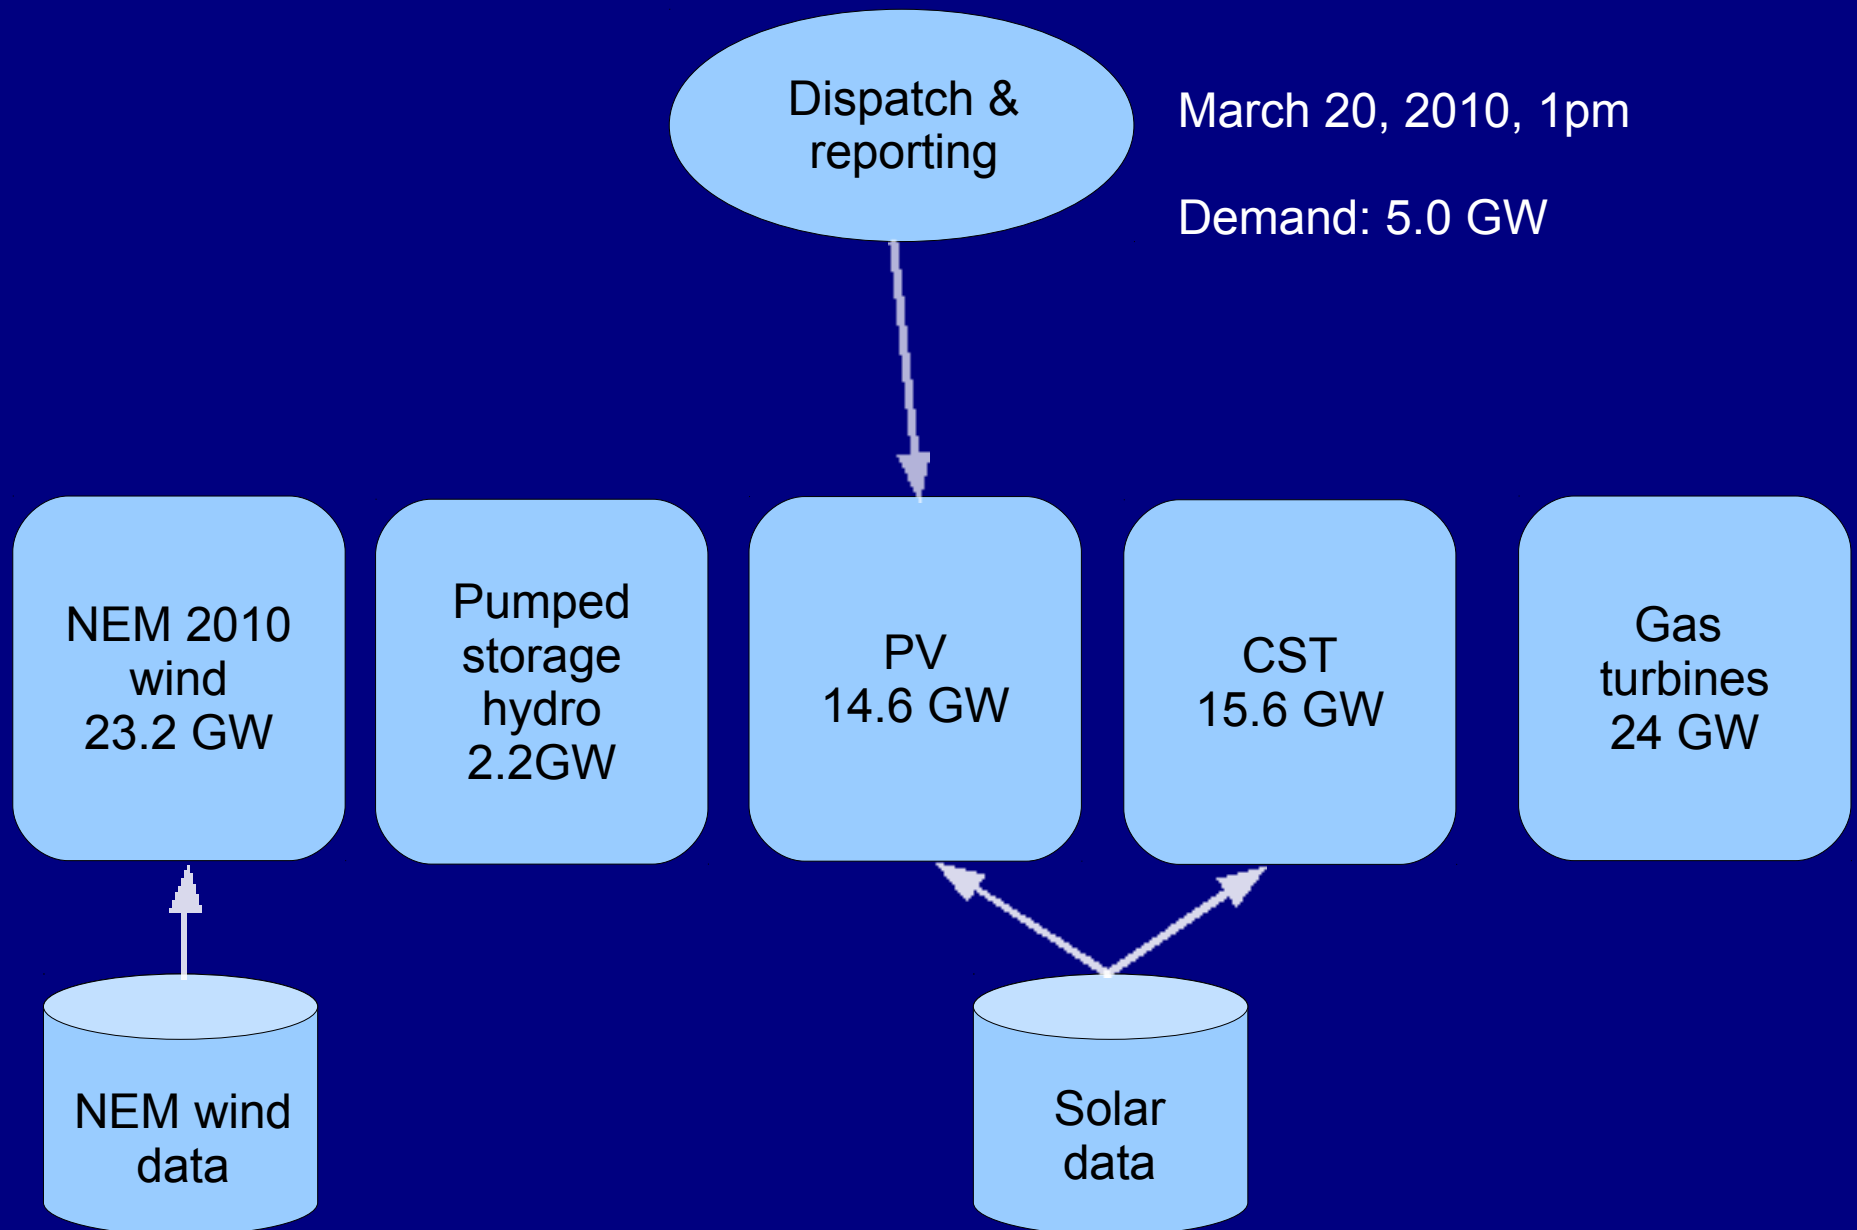 Dispatch &
reporting
March 20, 2010, 1pm
Demand: 5.0 GW
NEM 2010
wind
23.2 GW
Pumped
storage
hydro
2.2GW
PV
14.6 GW
CST
15.6 GW
Gas
turbines
24 GW
NEM wind
data
Solar
data